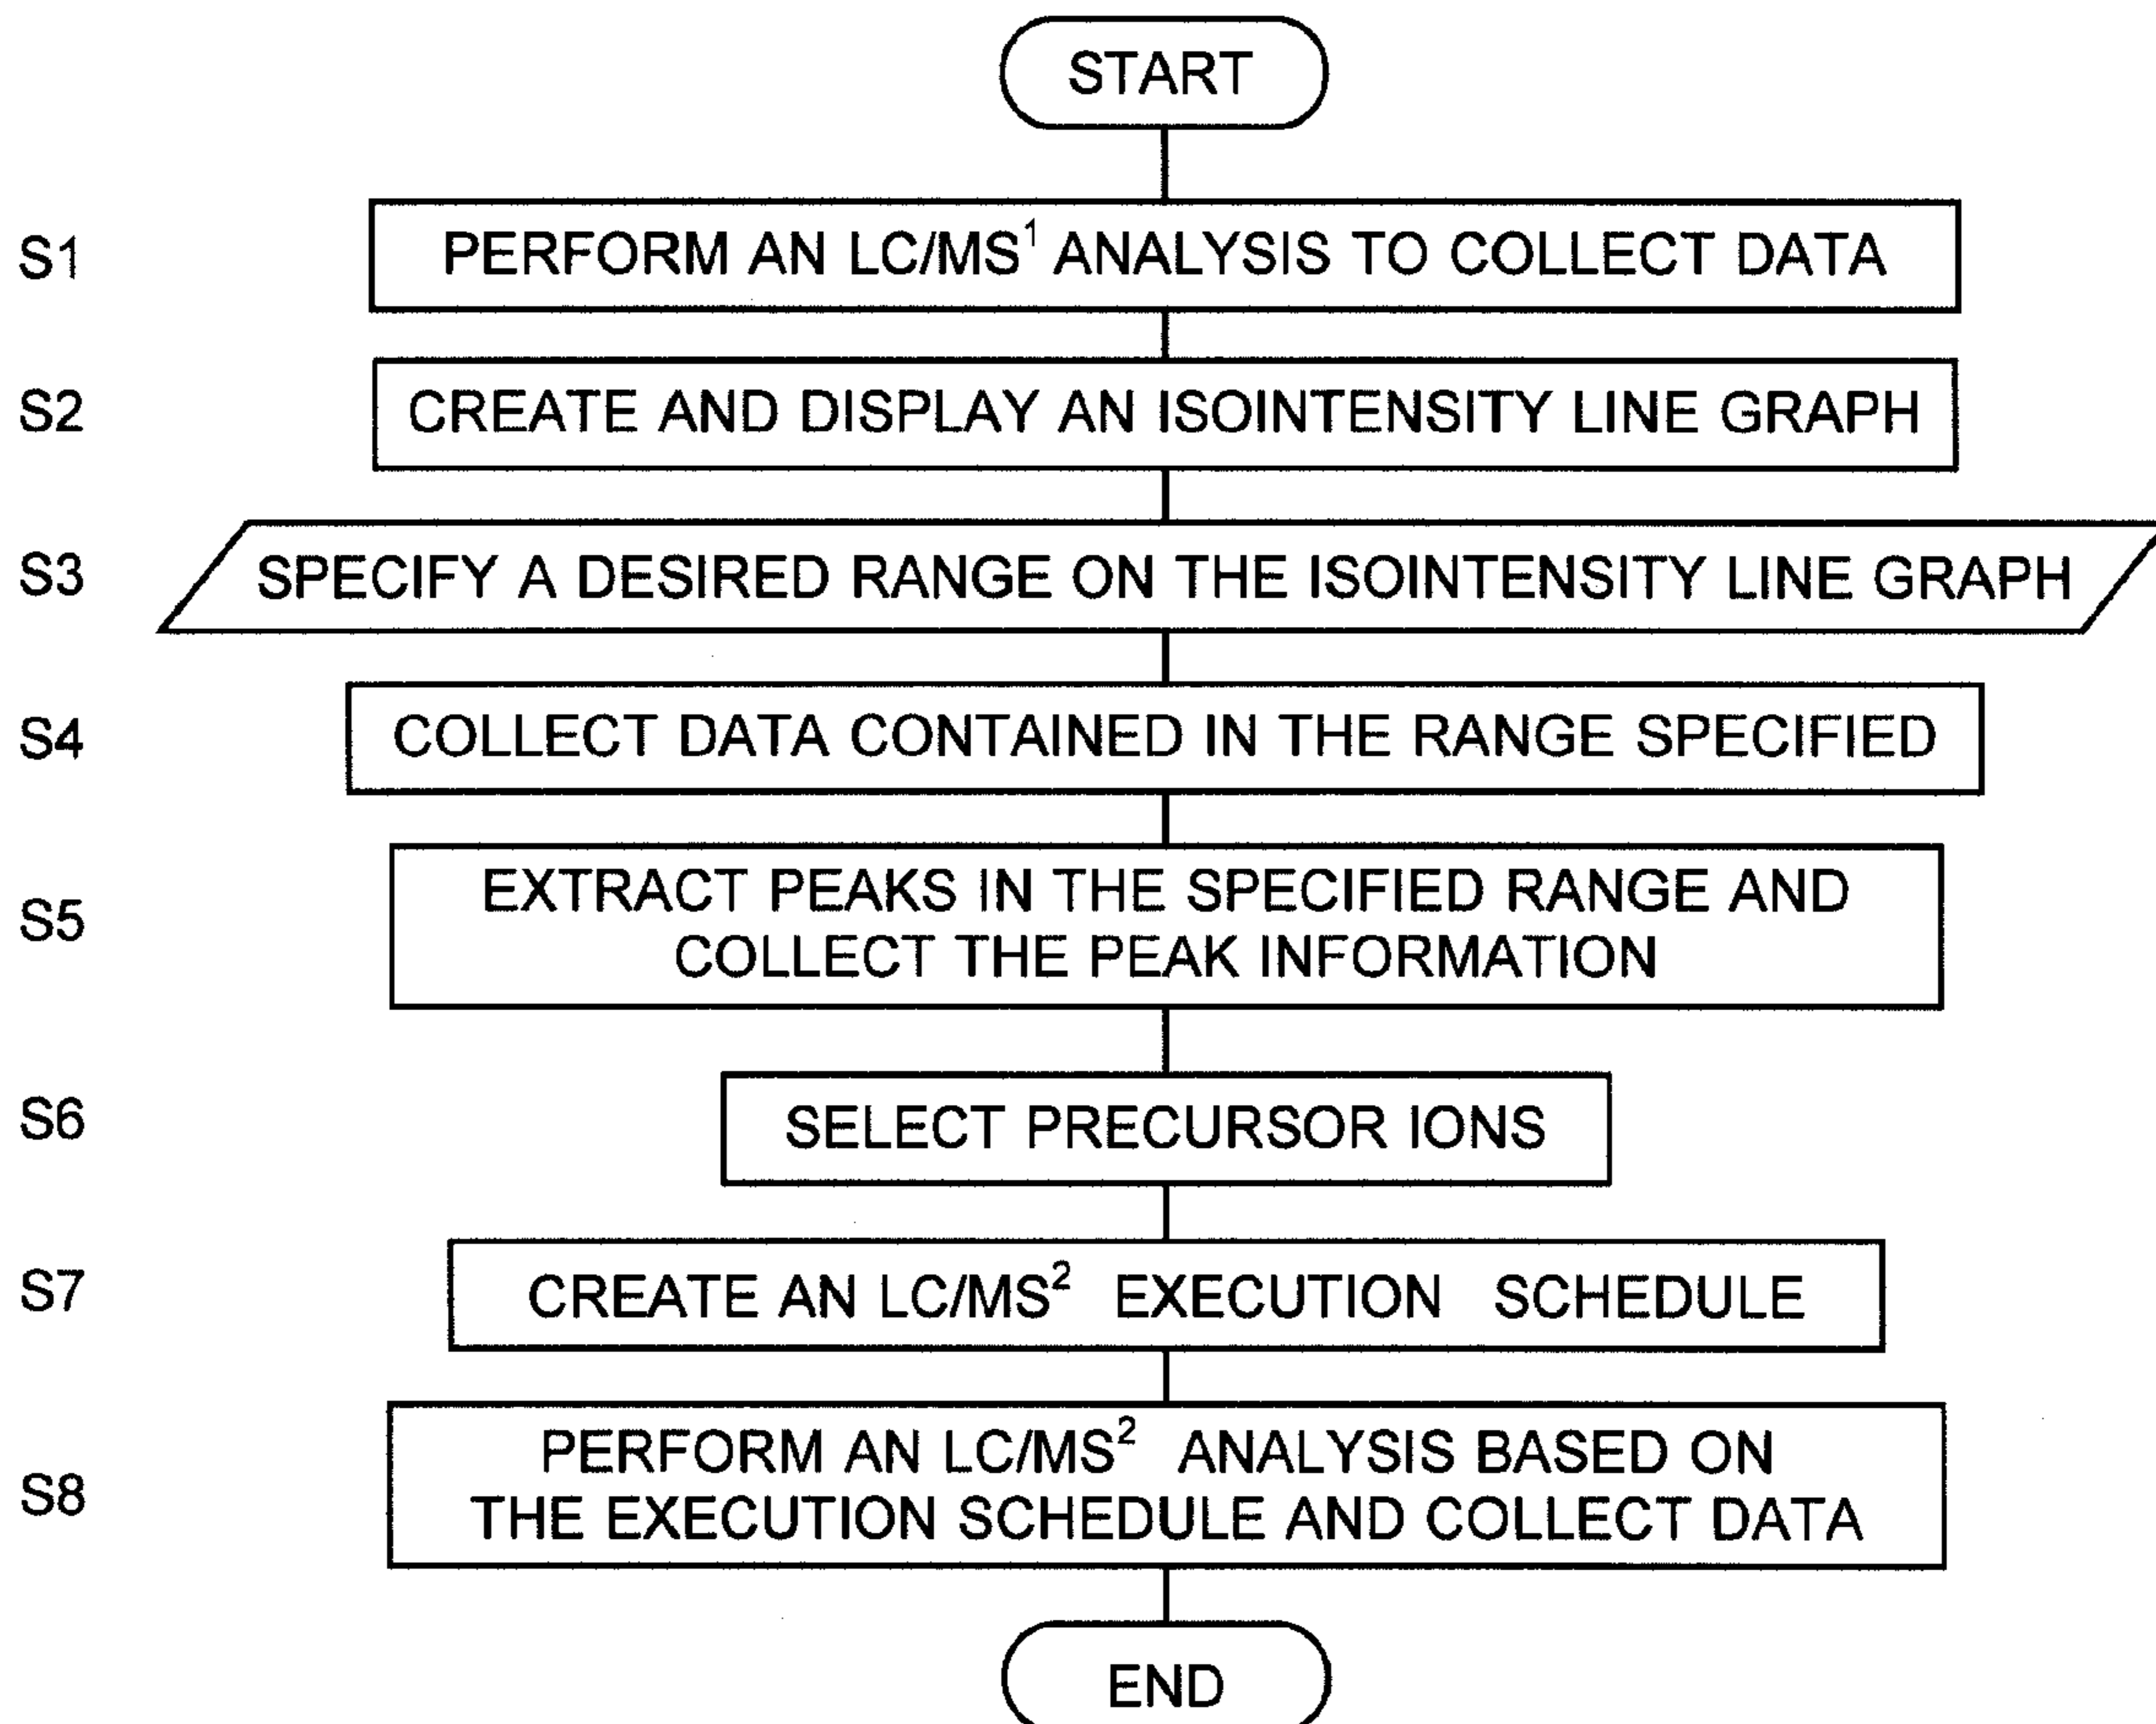 START
S1 PERFORM AN LC/MS¹ ANALYSIS TO COLLECT DATA
S2 CREATE AND DISPLAY AN ISOINTENSITY LINE GRAPH
S3 SPECIFY A DESIRED RANGE ON THE ISOINTENSITY LINE GRAPH
S4 COLLECT DATA CONTAINED IN THE RANGE SPECIFIED
S5 EXTRACT PEAKS IN THE SPECIFIED RANGE AND
COLLECT THE PEAK INFORMATION
S6 SELECT PRECURSOR IONS
S7 CREATE AN LC/MS² EXECUTION SCHEDULE
S8 PERFORM AN LC/MS² ANALYSIS BASED ON
THE EXECUTION SCHEDULE AND COLLECT DATA
END